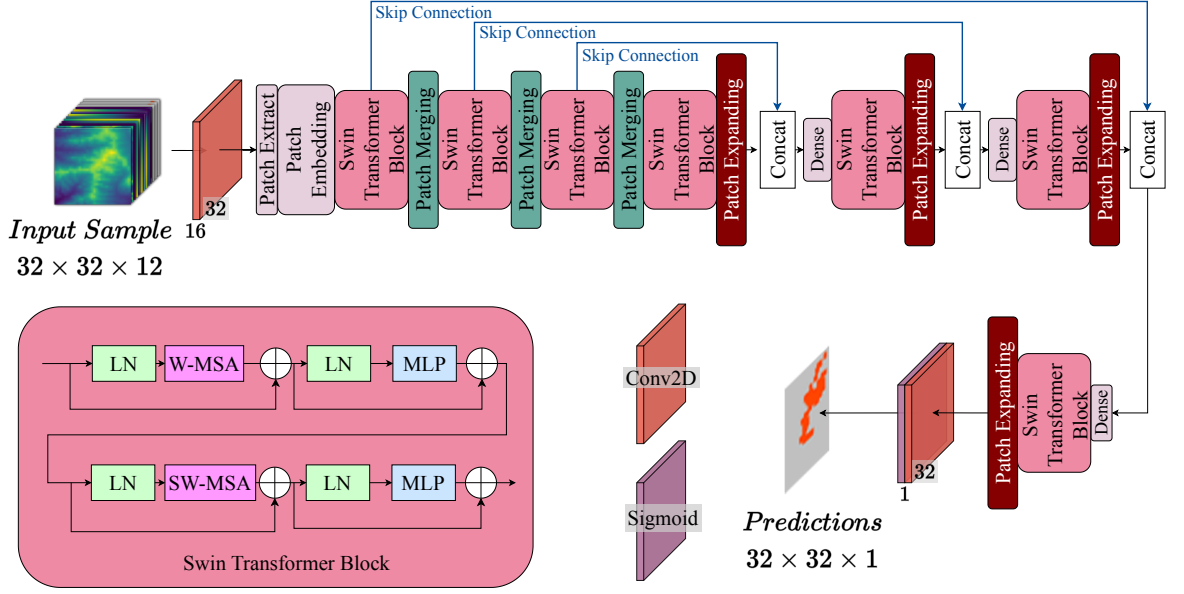 Skip Connection
Skip Connection
Skip Connection
Input Sample
32 × 32 × 12
32
16
Patch Extract
Patch
Embedding
Swin
Transformer
Block
Patch Merging
Swin
Transformer
Block
Patch Merging
Swin
Transformer
Block
Patch Merging
Swin
Transformer
Block
Patch Expanding
Concat
Dense
Swin
Transformer
Block
Patch Expanding
Concat
Dense
Swin
Transformer
Block
Patch Expanding
Concat
Dense
Swin
Transformer
Block
Patch Expanding
32
1
Predictions
32 × 32 × 1
Conv2D
Sigmoid
LN
W-MSA
LN
MLP
LN
SW-MSA
LN
MLP
Swin Transformer Block